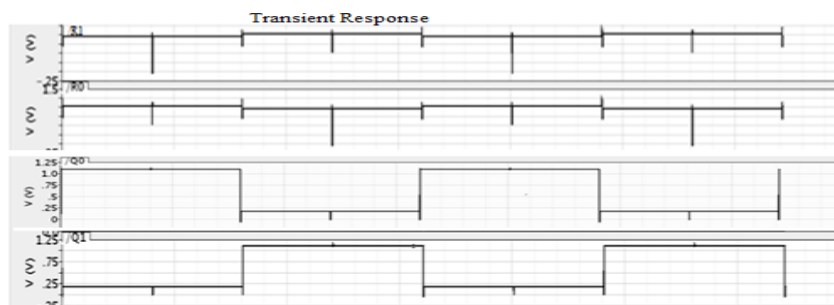 Transient Response
/R1
V (V)
-.25
1.5
/R0
V (V)
1.25
/Q0
1.0
.75
.5
.25
0
V (V)
1.25
/Q1
.75
.25
V (V)